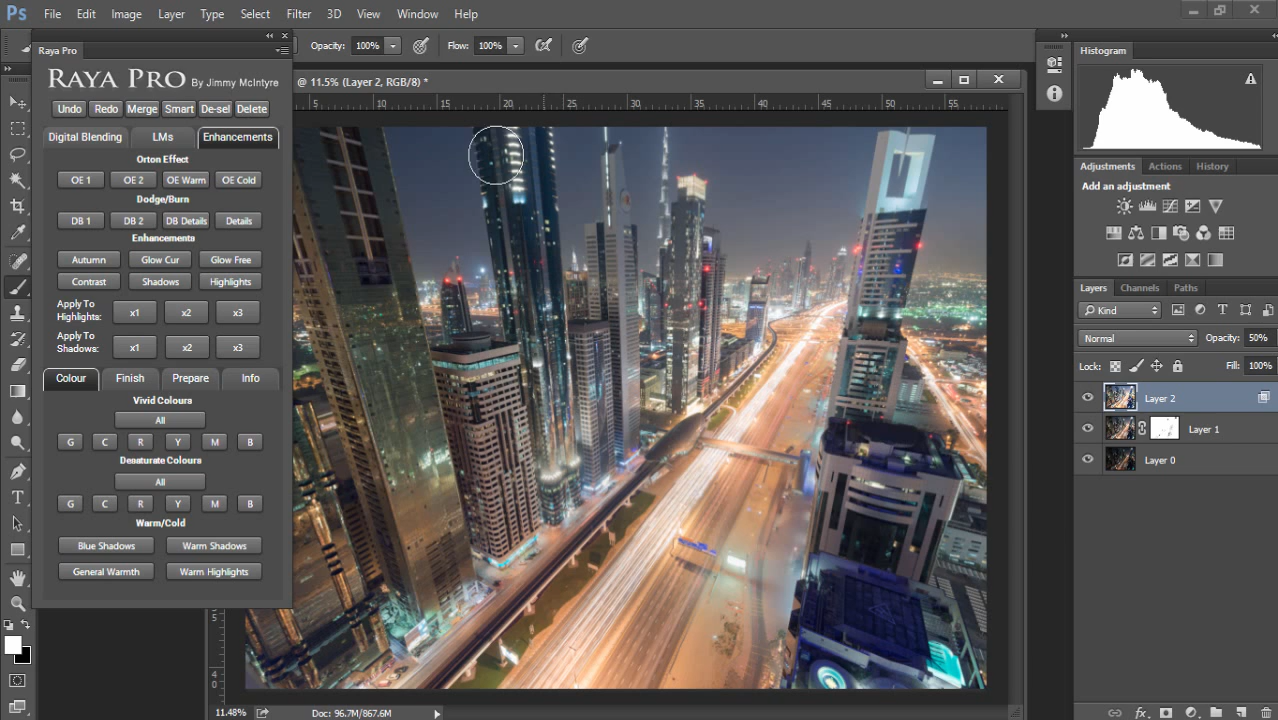 Ps File Edit Image Layer Type Select Filter 3D View Window Help
Opacity: 100% Flow: 100%
Raya Pro
RAYA PRO By Jimmy McIntyre
Undo Redo Merge Smart De-sel Delete
Digital Blending LMs Enhancements
Orton Effect
OE 1 OE 2 OE Warm OE Cold
Dodge/Burn
DB 1 DB 2 DB Details Details
Enhancements
Autumn Glow Cur Glow Free
Contrast Shadows Highlights
Apply To
Highlights: x1 x2 x3
Apply To
Shadows: x1 x2 x3
Colour Finish Prepare Info
Vivid Colours
All
G C R Y M B
Desaturate Colours
All
G C R Y M B
Warm/Cold
Blue Shadows Warm Shadows
General Warmth Warm Highlights
@ 11.5% (Layer 2, RGB/8) *
5 10 15 20 25 30 35 40 45 50 55
5
4
0
11.48% Doc: 96.7M/867.6M
Histogram
Adjustments Actions History
Add an adjustment
Layers Channels Paths
Kind
Normal Opacity: 50%
Lock: Fill: 100%
Layer 2
Layer 1
Layer 0
fx